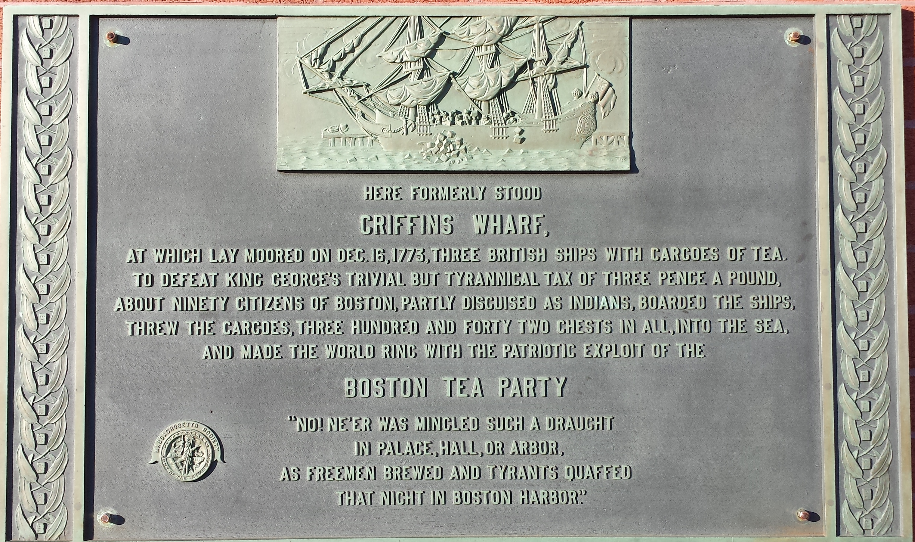 HERE FORMERLY STOOD
GRIFFINS WHARF,
AT WHICH LAY MOORED ON DEC. 16, 1773, THREE BRITISH SHIPS WITH CARGOES OF TEA.
TO DEFEAT KING GEORGE'S TRIVIAL BUT TYRANNICAL TAX OF THREE PENCE A POUND,
ABOUT NINETY CITIZENS OF BOSTON, PARTLY DISGUISED AS INDIANS, BOARDED THE SHIPS,
THREW THE CARGOES, THREE HUNDRED AND FORTY TWO CHESTS IN ALL, INTO THE SEA,
AND MADE THE WORLD RING WITH THE PATRIOTIC EXPLOIT OF THE
BOSTON TEA PARTY
"NO! NE'ER WAS MINGLED SUCH A DRAUGHT
IN PALACE, HALL, OR ARBOR,
AS FREEMEN BREWED AND TYRANTS QUAFFED
THAT NIGHT IN BOSTON HARBOR."